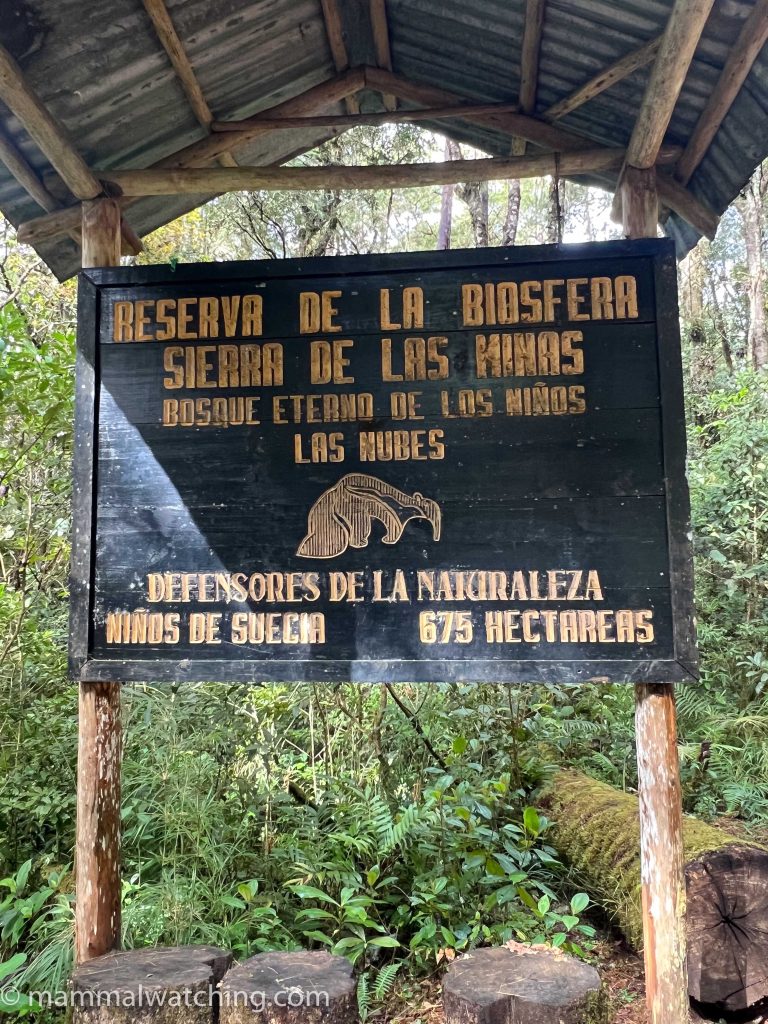 RESERVA DE LA BIOSFERA
SIERRA DE LAS MINAS
BOSQUE ETERNO DE LOS NIÑOS
LAS NUBES
DEFENSORES DE LA NATURALEZA
NIÑOS DE SUECIA 675 HECTAREAS
© mammalwatching.com